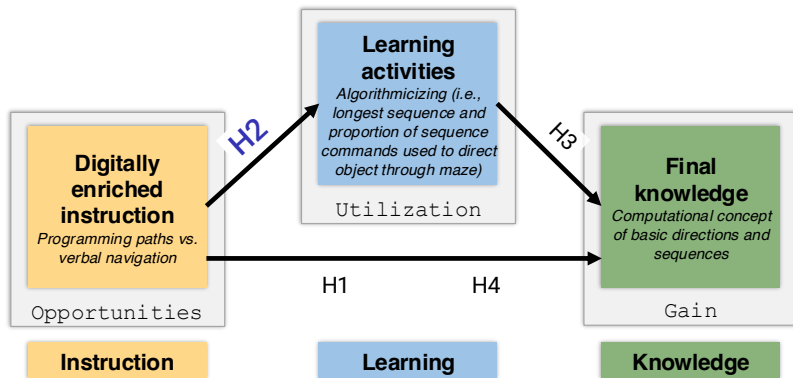 Learning
activities
Algorithmicizing (i.e.,
longest sequence and
proportion of sequence
commands used to direct
object through maze)
Utilization
H2
H3
Digitally
enriched
instruction
Programming paths vs.
verbal navigation
Opportunities
Final
knowledge
Computational concept
of basic directions and
sequences
Gain
H1
H4
Instruction
Learning
Knowledge